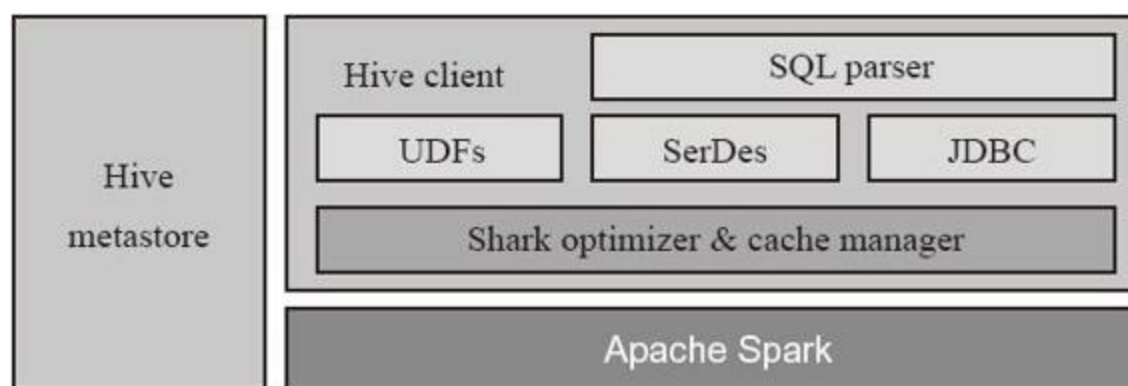 Hive
metastore
Hive client
SQL parser
UDFs
SerDes
JDBC
Shark optimizer & cache manager
Apache Spark